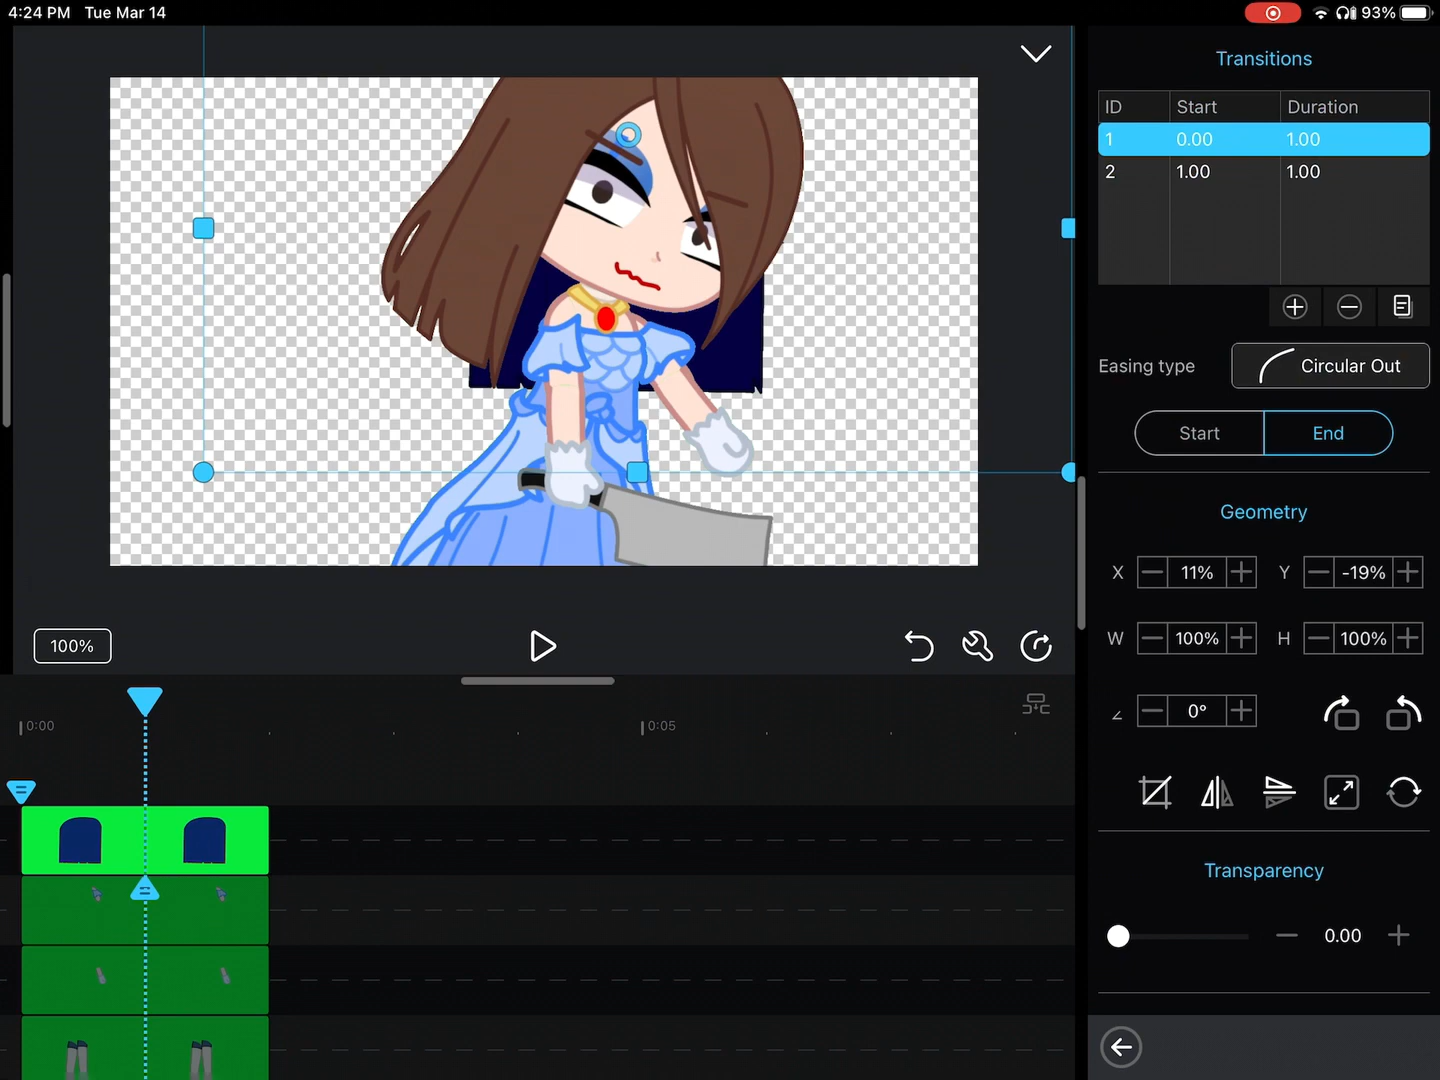 4:24 PM Tue Mar 14
93%
Transitions
ID Start Duration
1 0.00 1.00
2 1.00 1.00
Easing type Circular Out
Start End
Geometry
X 11% Y -19%
W 100% H 100%
∠ 0°
Transparency
0.00
100%
0:00 0:05